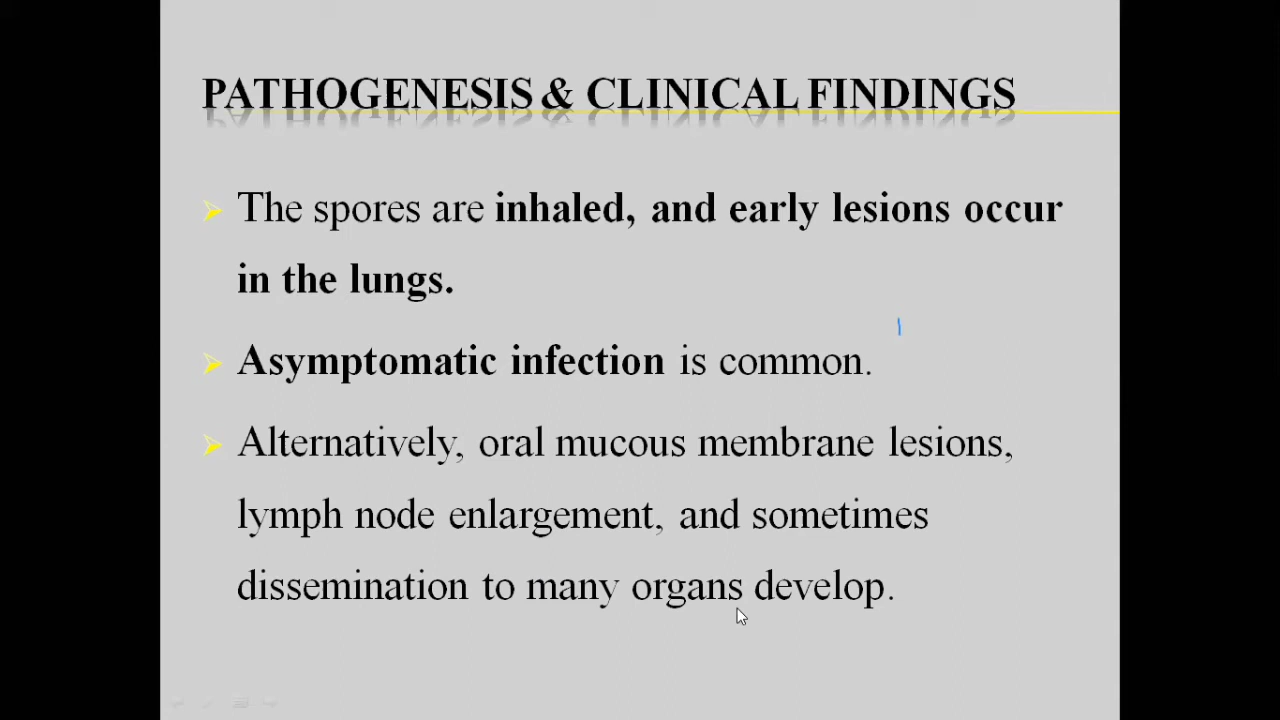 PATHOGENESIS & CLINICAL FINDINGS
The spores are inhaled, and early lesions occur
in the lungs.
Asymptomatic infection is common.
Alternatively, oral mucous membrane lesions,
lymph node enlargement, and sometimes
dissemination to many organs develop.